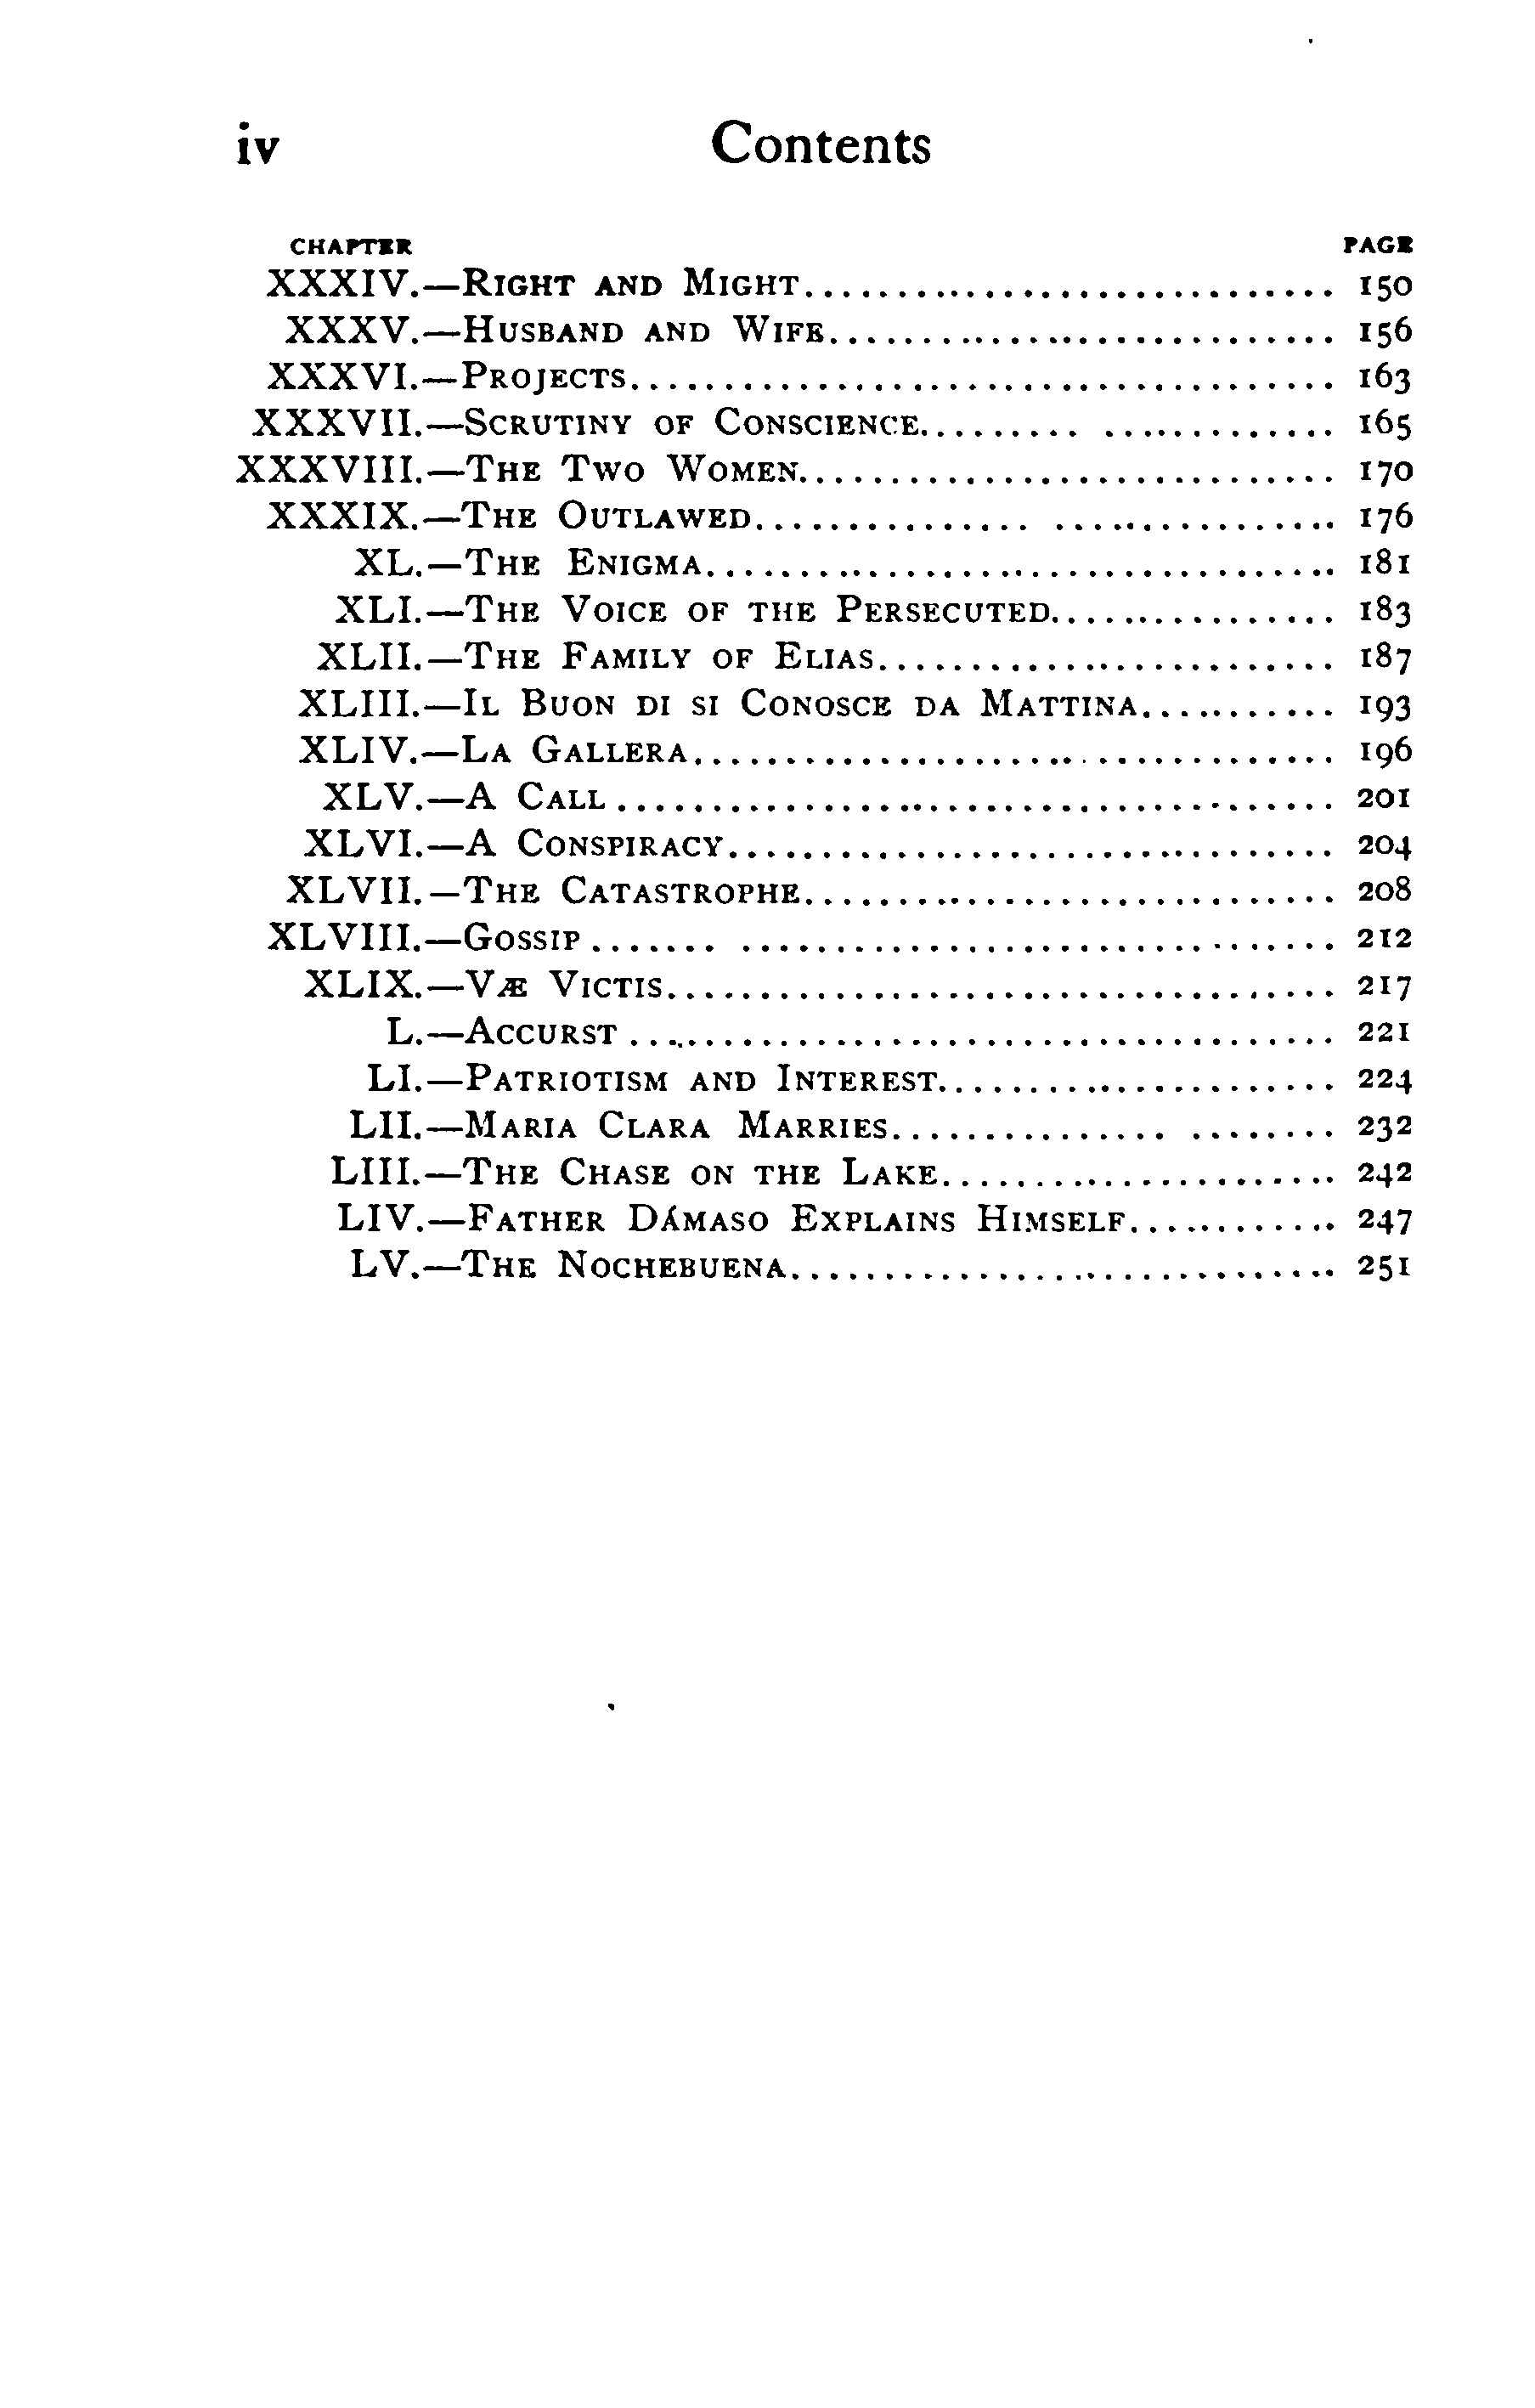 iv Contents
CHAPTER PAGE
XXXIV.—RIGHT AND MIGHT............................. 150
XXXV.—HUSBAND AND WIFE............................ 156
XXXVI.—PROJECTS...................................... 163
XXXVII.—SCRUTINY OF CONSCIENCE......... ............. 165
XXXVIII.—THE TWO WOMEN............................. 170
XXXIX.—THE OUTLAWED............... ............... 176
XL.—THE ENIGMA.................................. 181
XLI.—THE VOICE OF THE PERSECUTED................ 183
XLII.—THE FAMILY OF ELIAS......................... 187
XLIII.—IL BUON DI SI CONOSCE DA MATTINA........... 193
XLIV.—LA GALLERA................................... 196
XLV.—A CALL ....................................... 201
XLVI.—A CONSPIRACY................................. 204
XLVII.—THE CATASTROPHE............................. 208
XLVIII.—GOSSIP ....... ................................ 212
XLIX.—VÆ VICTIS.................................... 217
L.—ACCURST ...................................... 221
LI.—PATRIOTISM AND INTEREST...................... 224
LII.—MARIA CLARA MARRIES............... ........ 232
LIII.—THE CHASE ON THE LAKE...................... 242
LIV.—FATHER DÁMASO EXPLAINS HIMSELF............ 247
LV.—THE NOCHEBUENA.............................. 251